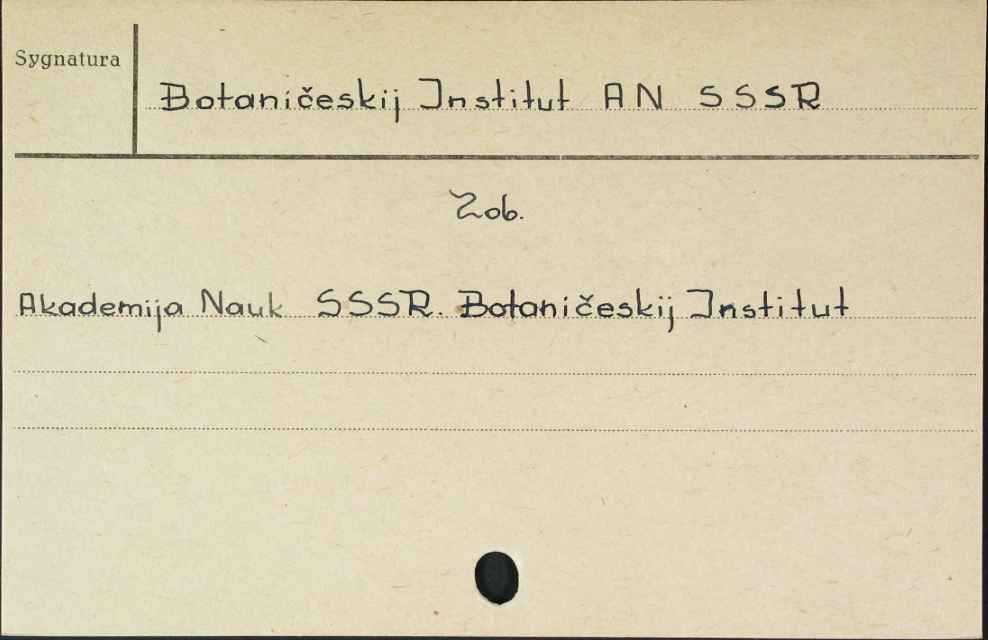 Sygnatura
Botaničeskij Institut AN SSSR
Zob.
Akademija Nauk SSSR. Botaničeskij Institut